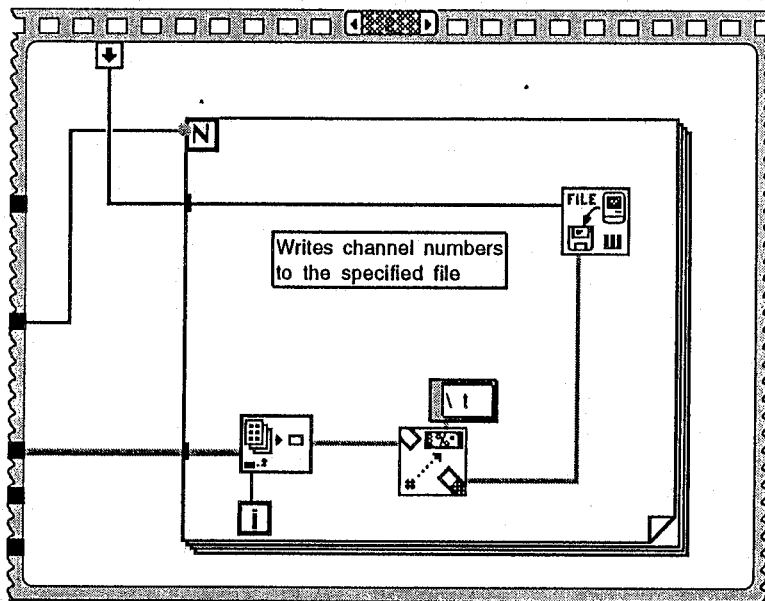 N
FILE
Writes channel numbers
to the specified file
\ t
%
#
i